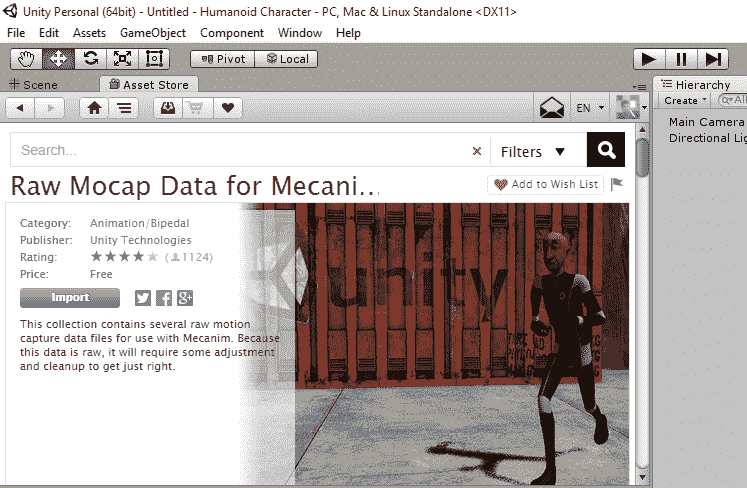 Unity Personal (64bit) - Untitled - Humanoid Character - PC, Mac & Linux Standalone <DX11>
File Edit Assets GameObject Component Window Help
Pivot Local
Scene Asset Store Hierarchy
EN Create All
Main Camera
Directional Lig
Search... × Filters
Raw Mocap Data for Mecani...
Add to Wish List
Category: Animation/Bipedal
Publisher: Unity Technologies
Rating: (1124)
Price: Free
Import
This collection contains several raw motion
capture data files for use with Mecanim. Because
this data is raw, it will require some adjustment
and cleanup to get just right.
unity